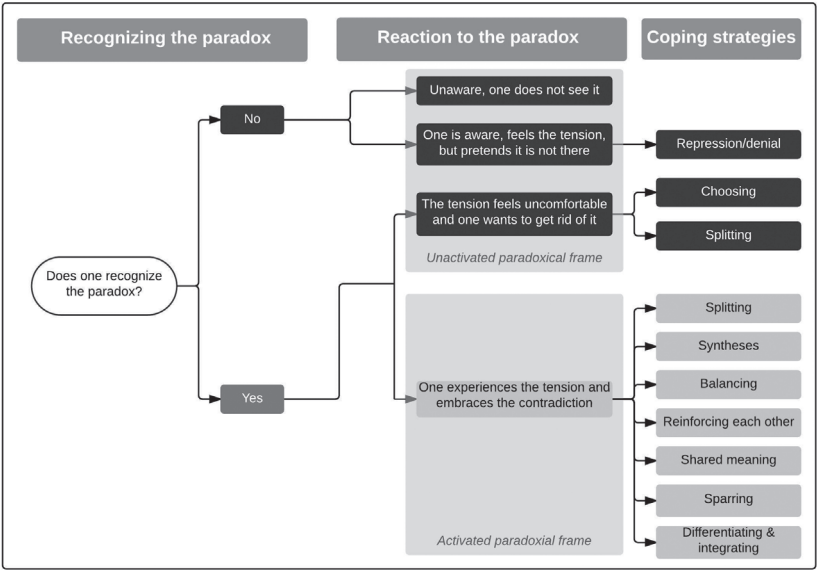 Recognizing the paradox
Reaction to the paradox
Coping strategies
Does one recognize
the paradox?
No
Yes
Unaware, one does not see it
One is aware, feels the tension,
but pretends it is not there
The tension feels uncomfortable
and one wants to get rid of it
Unactivated paradoxical frame
One experiences the tension and
embraces the contradiction
Activated paradoxial frame
Repression/denial
Choosing
Splitting
Splitting
Syntheses
Balancing
Reinforcing each other
Shared meaning
Sparring
Differentiating &
integrating